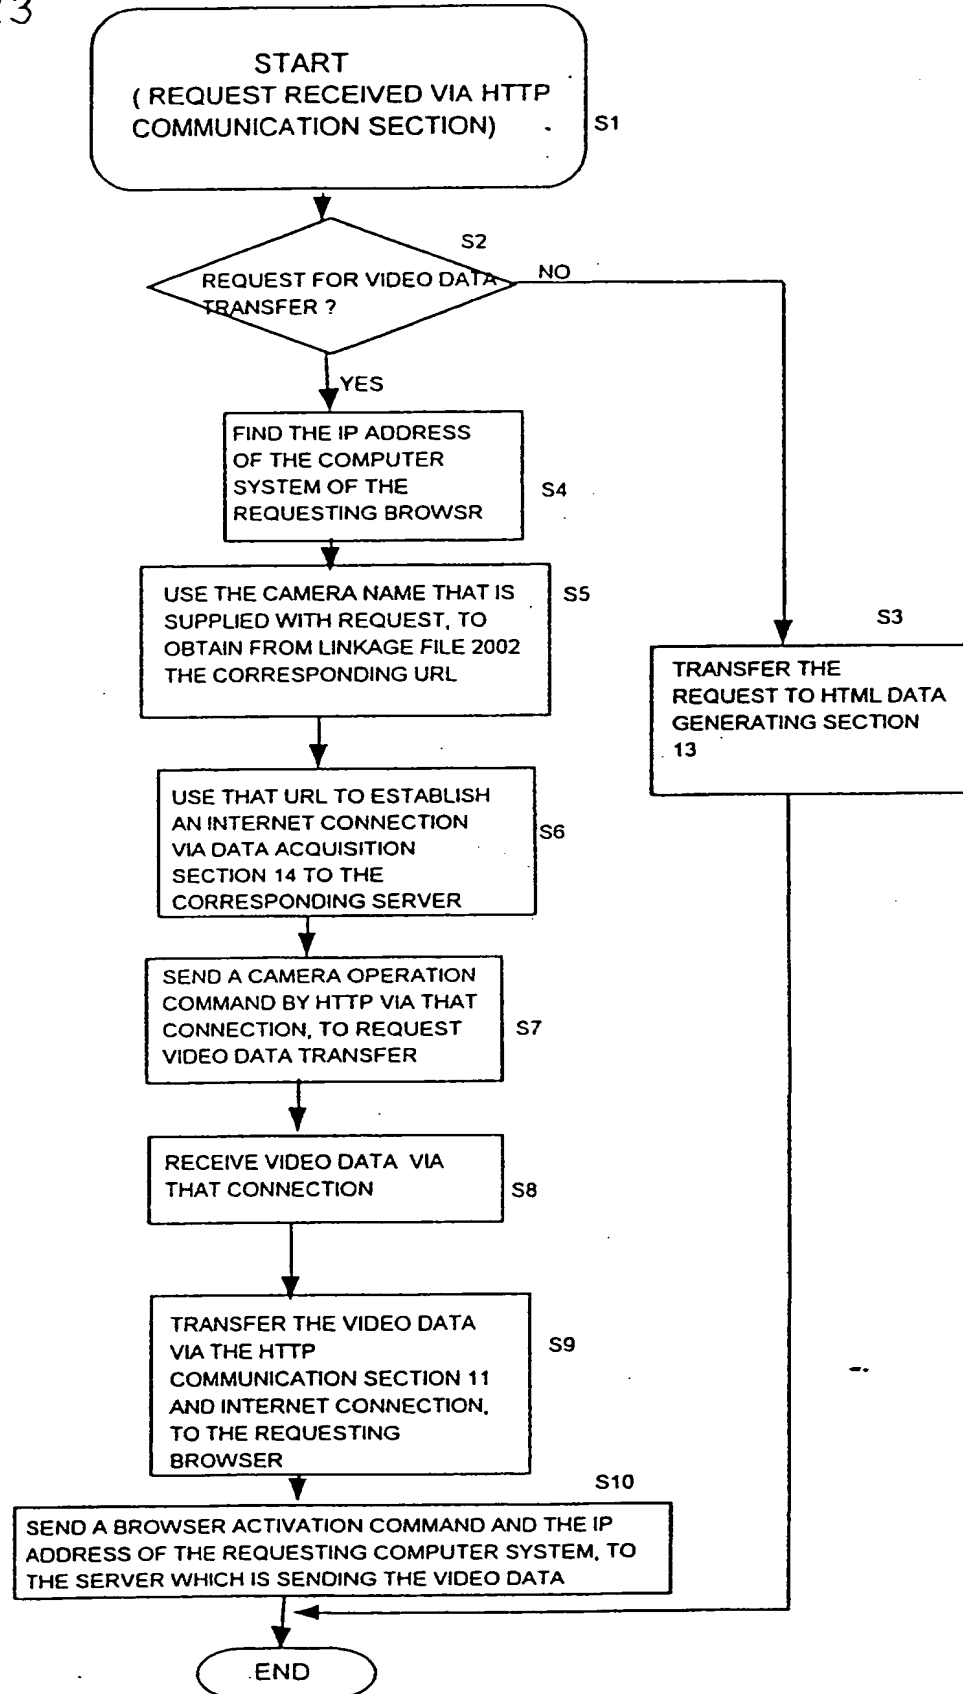 START
( REQUEST RECEIVED VIA HTTP
COMMUNICATION SECTION)
S1
S2
REQUEST FOR VIDEO DATA
TRANSFER ?
NO
YES
FIND THE IP ADDRESS
OF THE COMPUTER
SYSTEM OF THE
REQUESTING BROWSR
S4
USE THE CAMERA NAME THAT IS
SUPPLIED WITH REQUEST, TO
OBTAIN FROM LINKAGE FILE 2002
THE CORRESPONDING URL
S5
S3
TRANSFER THE
REQUEST TO HTML DATA
GENERATING SECTION
13
USE THAT URL TO ESTABLISH
AN INTERNET CONNECTION
VIA DATA ACQUISITION
SECTION 14 TO THE
CORRESPONDING SERVER
S6
SEND A CAMERA OPERATION
COMMAND BY HTTP VIA THAT
CONNECTION, TO REQUEST
VIDEO DATA TRANSFER
S7
RECEIVE VIDEO DATA VIA
THAT CONNECTION
S8
TRANSFER THE VIDEO DATA
VIA THE HTTP
COMMUNICATION SECTION 11
AND INTERNET CONNECTION,
TO THE REQUESTING
BROWSER
S9
S10
SEND A BROWSER ACTIVATION COMMAND AND THE IP
ADDRESS OF THE REQUESTING COMPUTER SYSTEM, TO
THE SERVER WHICH IS SENDING THE VIDEO DATA
END